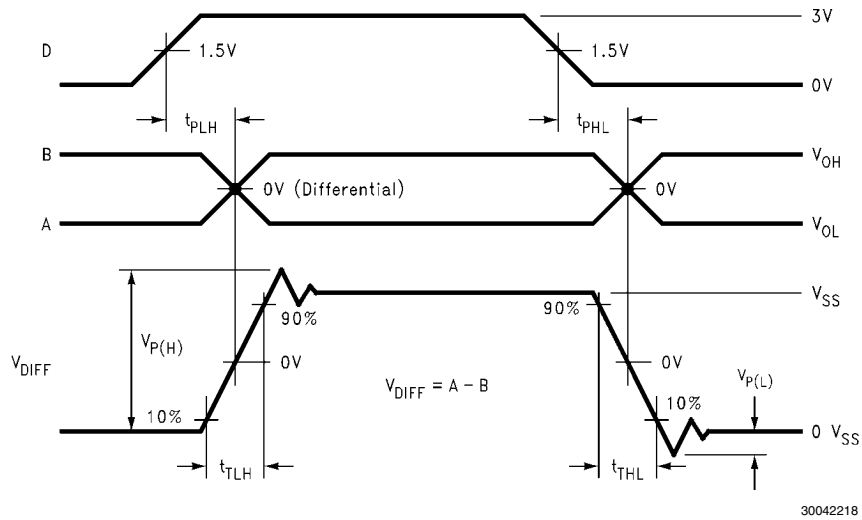 3V
D
1.5V
1.5V
0V
tPLH
tPHL
B
VOH
0V (Differential)
0V
A
VOL
VSS
90%
90%
VP(H)
VDIFF
0V
0V
VDIFF = A − B
VP(L)
10%
10%
0 VSS
tTLH
tTHL
30042218